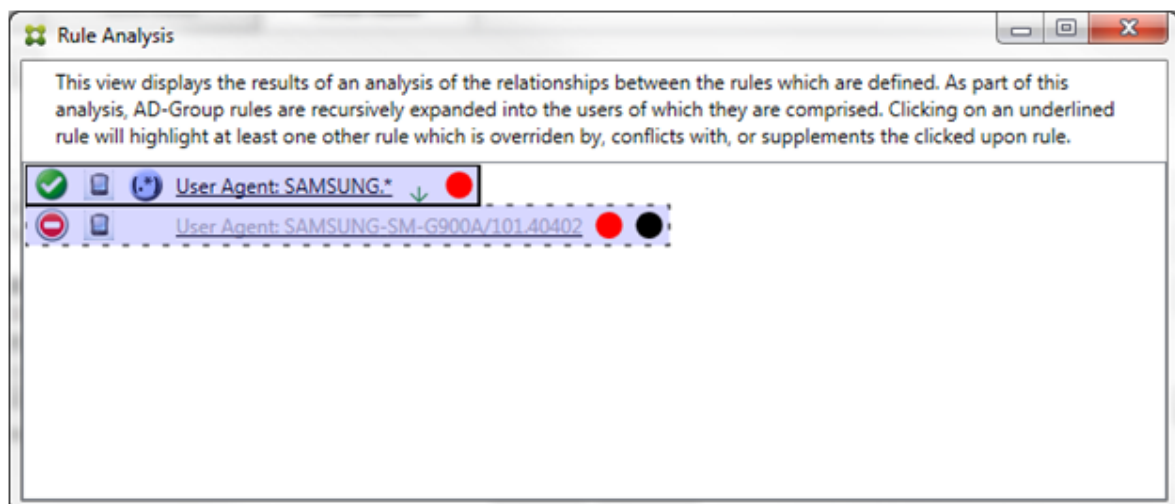 Rule Analysis
This view displays the results of an analysis of the relationships between the rules which are defined. As part of this
analysis, AD-Group rules are recursively expanded into the users of which they are comprised. Clicking on an underlined
rule will highlight at least one other rule which is overriden by, conflicts with, or supplements the clicked upon rule.
(.*) User Agent: SAMSUNG.*
User Agent: SAMSUNG-SM-G900A/101.40402